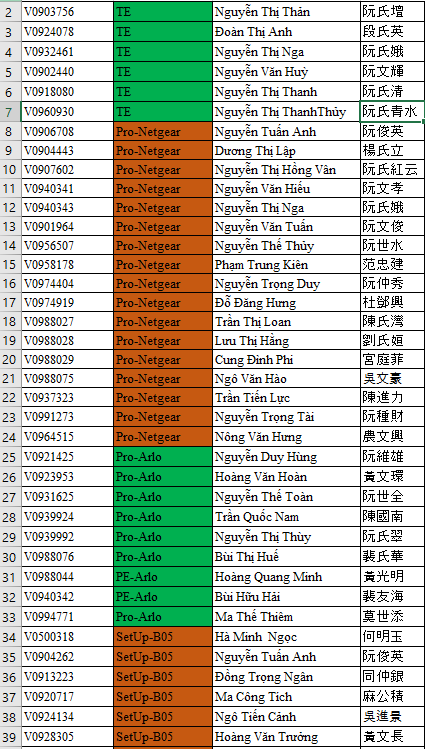 2 V0903756 TE Nguyễn Thị Thản 阮氏壇
3 V0924078 TE Đoàn Thị Anh 段氏英
4 V0932461 TE Nguyễn Thị Nga 阮氏娥
5 V0902440 TE Nguyễn Văn Huỳ 阮文輝
6 V0918080 TE Nguyễn Thị Thanh 阮氏清
7 V0960930 TE Nguyễn Thị ThanhThủy 阮氏青水
8 V0906708 Pro-Netgear Nguyễn Tuấn Anh 阮俊英
9 V0904443 Pro-Netgear Dương Thị Lập 楊氏立
10 V0907602 Pro-Netgear Nguyễn Thị Hồng Vân 阮氏紅云
11 V0940341 Pro-Netgear Nguyễn Văn Hiếu 阮文孝
12 V0940343 Pro-Netgear Nguyễn Thị Nga 阮氏娥
13 V0901964 Pro-Netgear Nguyễn Văn Tuấn 阮文俊
14 V0956507 Pro-Netgear Nguyễn Thế Thủy 阮世水
15 V0958178 Pro-Netgear Phạm Trung Kiên 范忠建
16 V0974404 Pro-Netgear Nguyễn Trọng Duy 阮仲秀
17 V0974919 Pro-Netgear Đỗ Đăng Hưng 杜鄧興
18 V0988027 Pro-Netgear Trần Thị Loan 陳氏灣
19 V0988028 Pro-Netgear Lưu Thị Hằng 劉氏姮
20 V0988029 Pro-Netgear Cung Đình Phi 宮庭菲
21 V0988075 Pro-Netgear Ngô Văn Hào 吳文豪
22 V0937323 Pro-Netgear Trần Tiến Lực 陳進力
23 V0991273 Pro-Netgear Nguyễn Trọng Tài 阮種財
24 V0964515 Pro-Netgear Nông Văn Hưng 農文興
25 V0921425 Pro-Arlo Nguyễn Duy Hùng 阮維雄
26 V0923953 Pro-Arlo Hoàng Văn Hoàn 黃文環
27 V0931625 Pro-Arlo Nguyễn Thế Toàn 阮世全
28 V0939924 Pro-Arlo Trần Quốc Nam 陳國南
29 V0939992 Pro-Arlo Nguyễn Thị Thùy 阮氏翠
30 V0988076 Pro-Arlo Bùi Thị Huế 裴氏華
31 V0988044 PE-Arlo Hoàng Quang Minh 黃光明
32 V0940342 PE-Arlo Bùi Hữu Hải 裴友海
33 V0994771 Pro-Arlo Ma Thế Thiêm 莫世添
34 V0500318 SetUp-B05 Hà Minh Ngọc 何明玉
35 V0904262 SetUp-B05 Nguyễn Tuấn Anh 阮俊英
36 V0913223 SetUp-B05 Đồng Trọng Ngân 同仲銀
37 V0920717 SetUp-B05 Ma Công Tích 麻公積
38 V0924134 SetUp-B05 Ngô Tiến Cảnh 吳進景
39 V0928305 SetUp-B05 Hoàng Văn Trưởng 黃文長